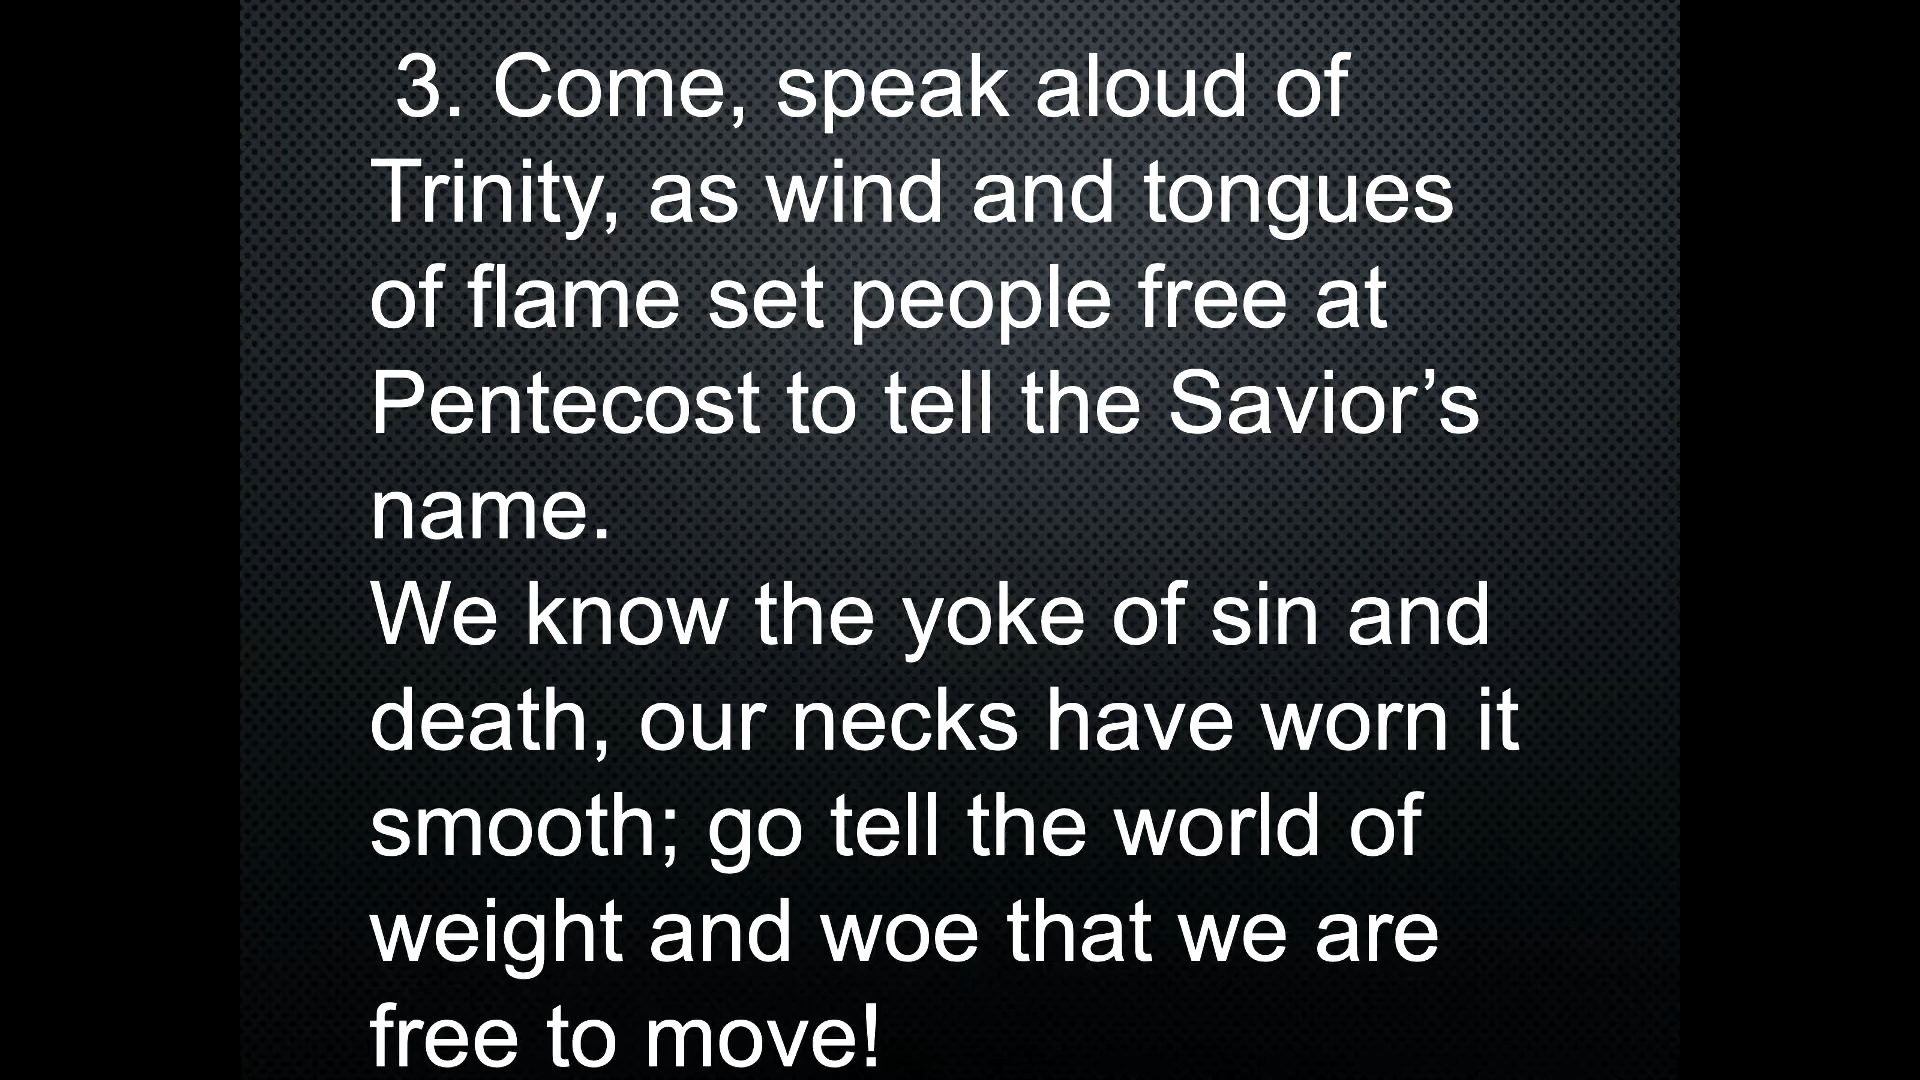 3. Come, speak aloud of
Trinity, as wind and tongues
of flame set people free at
Pentecost to tell the Savior’s
name.
We know the yoke of sin and
death, our necks have worn it
smooth; go tell the world of
weight and woe that we are
free to move!